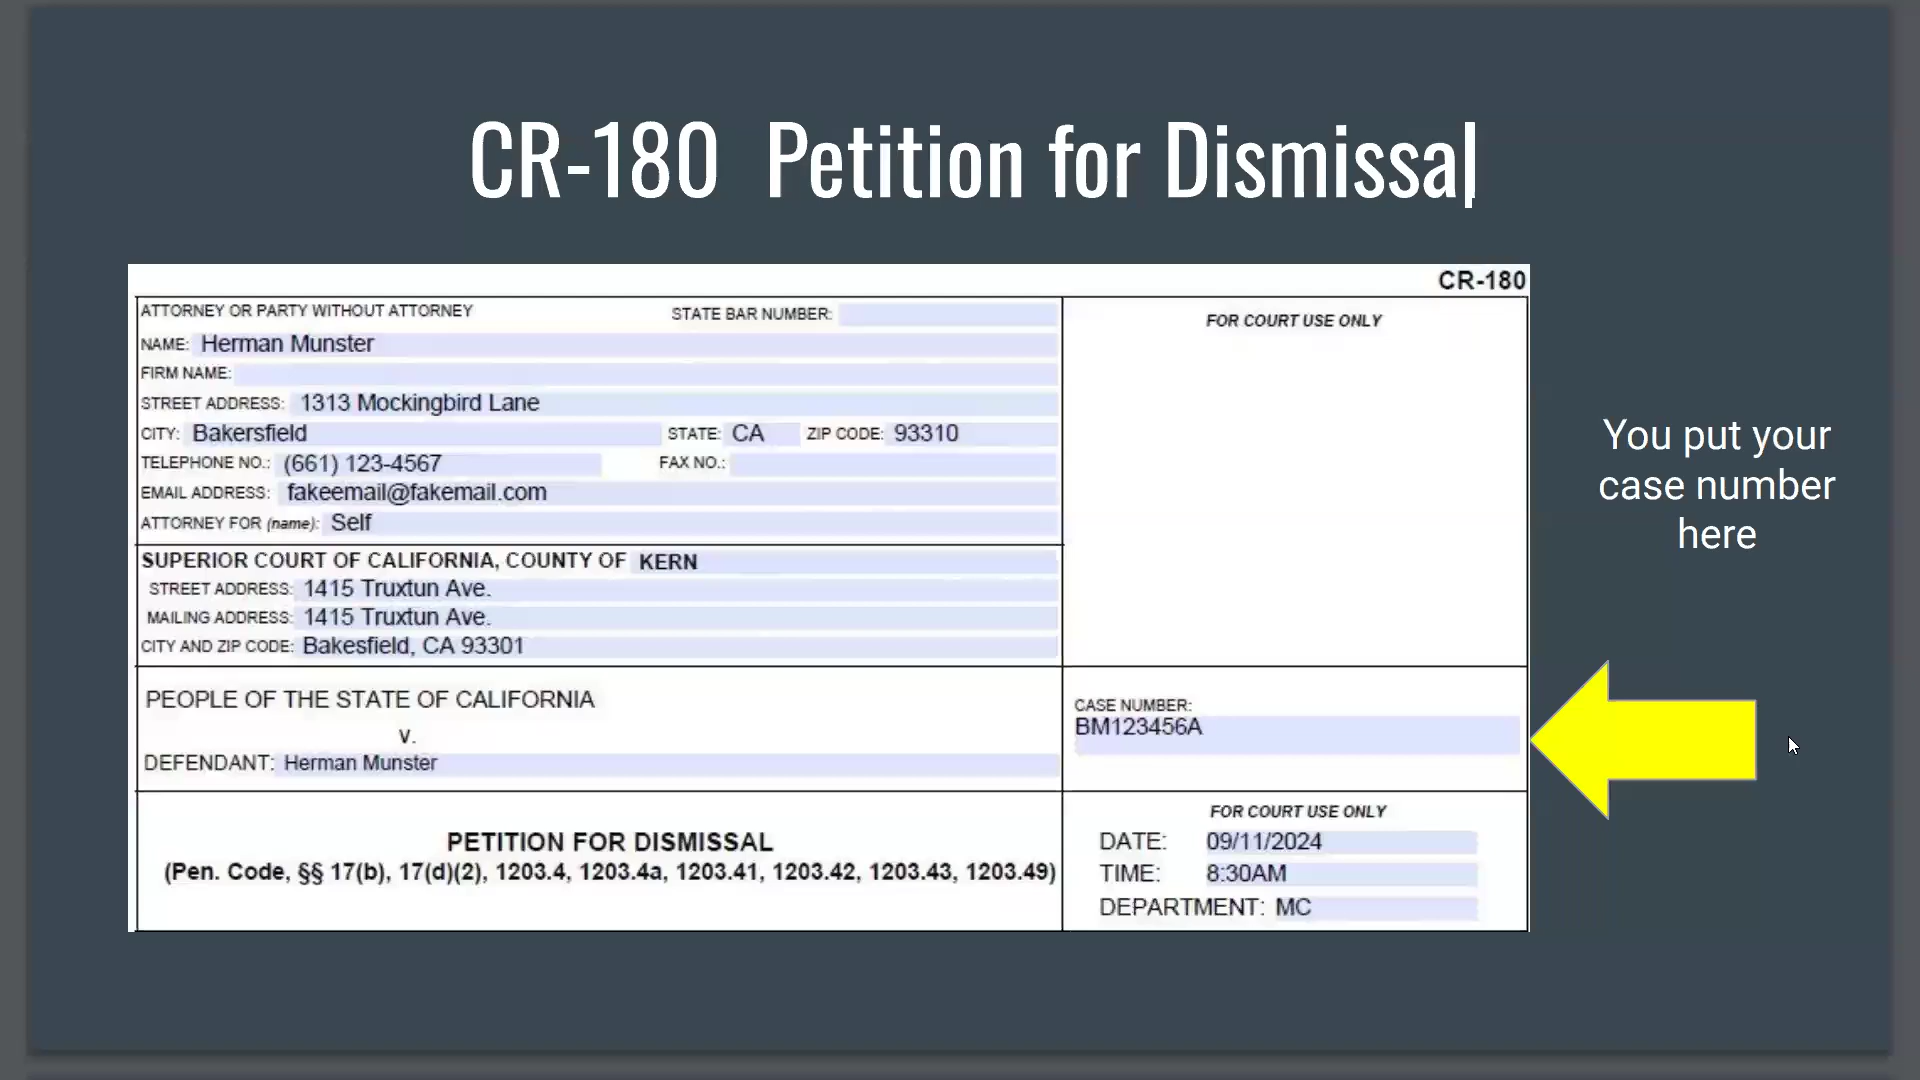 CR-180 Petition for Dismissal
CR-180
ATTORNEY OR PARTY WITHOUT ATTORNEY STATE BAR NUMBER:
NAME: Herman Munster
FIRM NAME:
STREET ADDRESS: 1313 Mockingbird Lane
CITY: Bakersfield STATE: CA ZIP CODE: 93310
TELEPHONE NO.: (661) 123-4567 FAX NO.:
EMAIL ADDRESS: fakeemail@fakemail.com
ATTORNEY FOR (name): Self
FOR COURT USE ONLY
SUPERIOR COURT OF CALIFORNIA, COUNTY OF KERN
STREET ADDRESS: 1415 Truxtun Ave.
MAILING ADDRESS: 1415 Truxtun Ave.
CITY AND ZIP CODE: Bakesfield, CA 93301
PEOPLE OF THE STATE OF CALIFORNIA
v.
DEFENDANT: Herman Munster
CASE NUMBER:
BM123456A
PETITION FOR DISMISSAL
(Pen. Code, §§ 17(b), 17(d)(2), 1203.4, 1203.4a, 1203.41, 1203.42, 1203.43, 1203.49)
FOR COURT USE ONLY
DATE: 09/11/2024
TIME: 8:30AM
DEPARTMENT: MC
You put your
case number
here